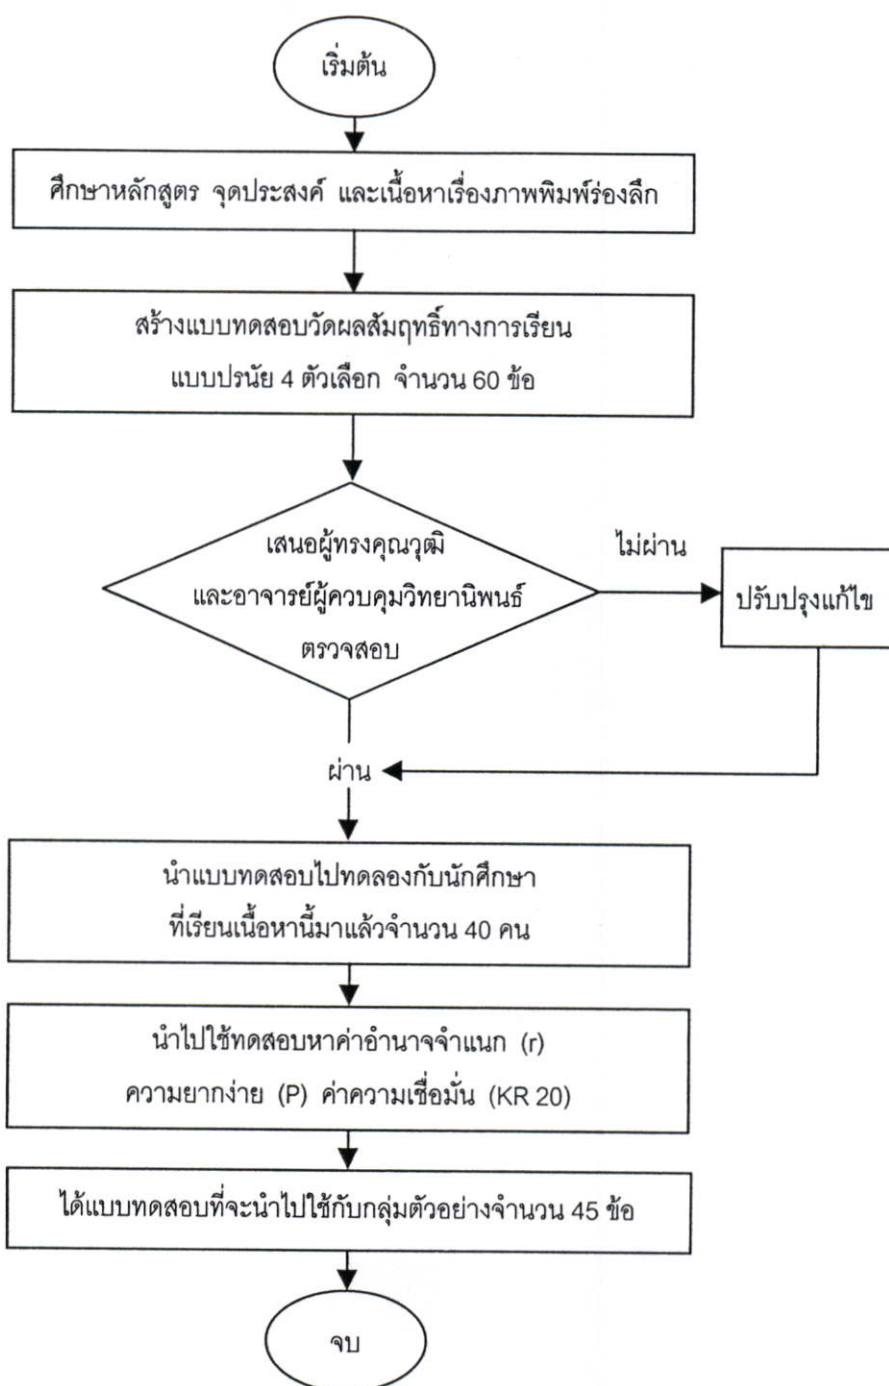 เริ่มต้น
ศึกษาหลักสูตร จุดประสงค์ และเนื้อหาเรื่องภาพพิมพ์ร่องลึก
สร้างแบบทดสอบวัดผลสัมฤทธิ์ทางการเรียน
แบบปรนัย 4 ตัวเลือก จำนวน 60 ข้อ
เสนอผู้ทรงคุณวุฒิ
และอาจารย์ผู้ควบคุมวิทยานิพนธ์
ตรวจสอบ
ไม่ผ่าน
ปรับปรุงแก้ไข
ผ่าน
นำแบบทดสอบไปทดลองกับนักศึกษา
ที่เรียนเนื้อหานี้มาแล้วจำนวน 40 คน
นำไปใช้ทดสอบหาค่าอำนาจจำแนก (r)
ความยากง่าย (P) ค่าความเชื่อมั่น (KR 20)
ได้แบบทดสอบที่จะนำไปใช้กับกลุ่มตัวอย่างจำนวน 45 ข้อ
จบ